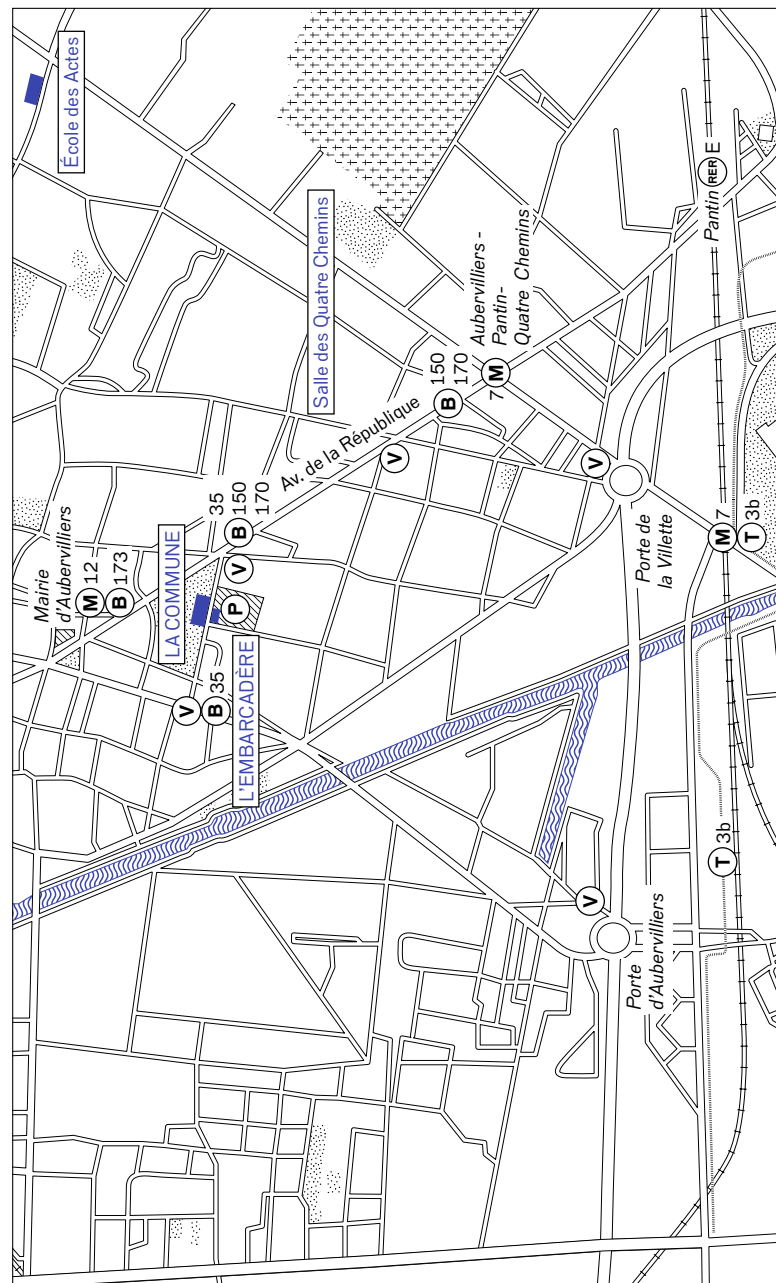 École des Actes
Salle des Quatre Chemins
Mairie
d'Aubervilliers
M 12
B 173
LA COMMUNE
35
B 150
170
V
P
V
B 35
L'EMBARCADÈRE
Av. de la République
150
B 170
7 M
Aubervilliers -
Pantin-
Quatre Chemins
V
V
Pantin RER E
Porte de
la Villette
M 7
T 3b
T 3b
V
Porte
d'Aubervilliers